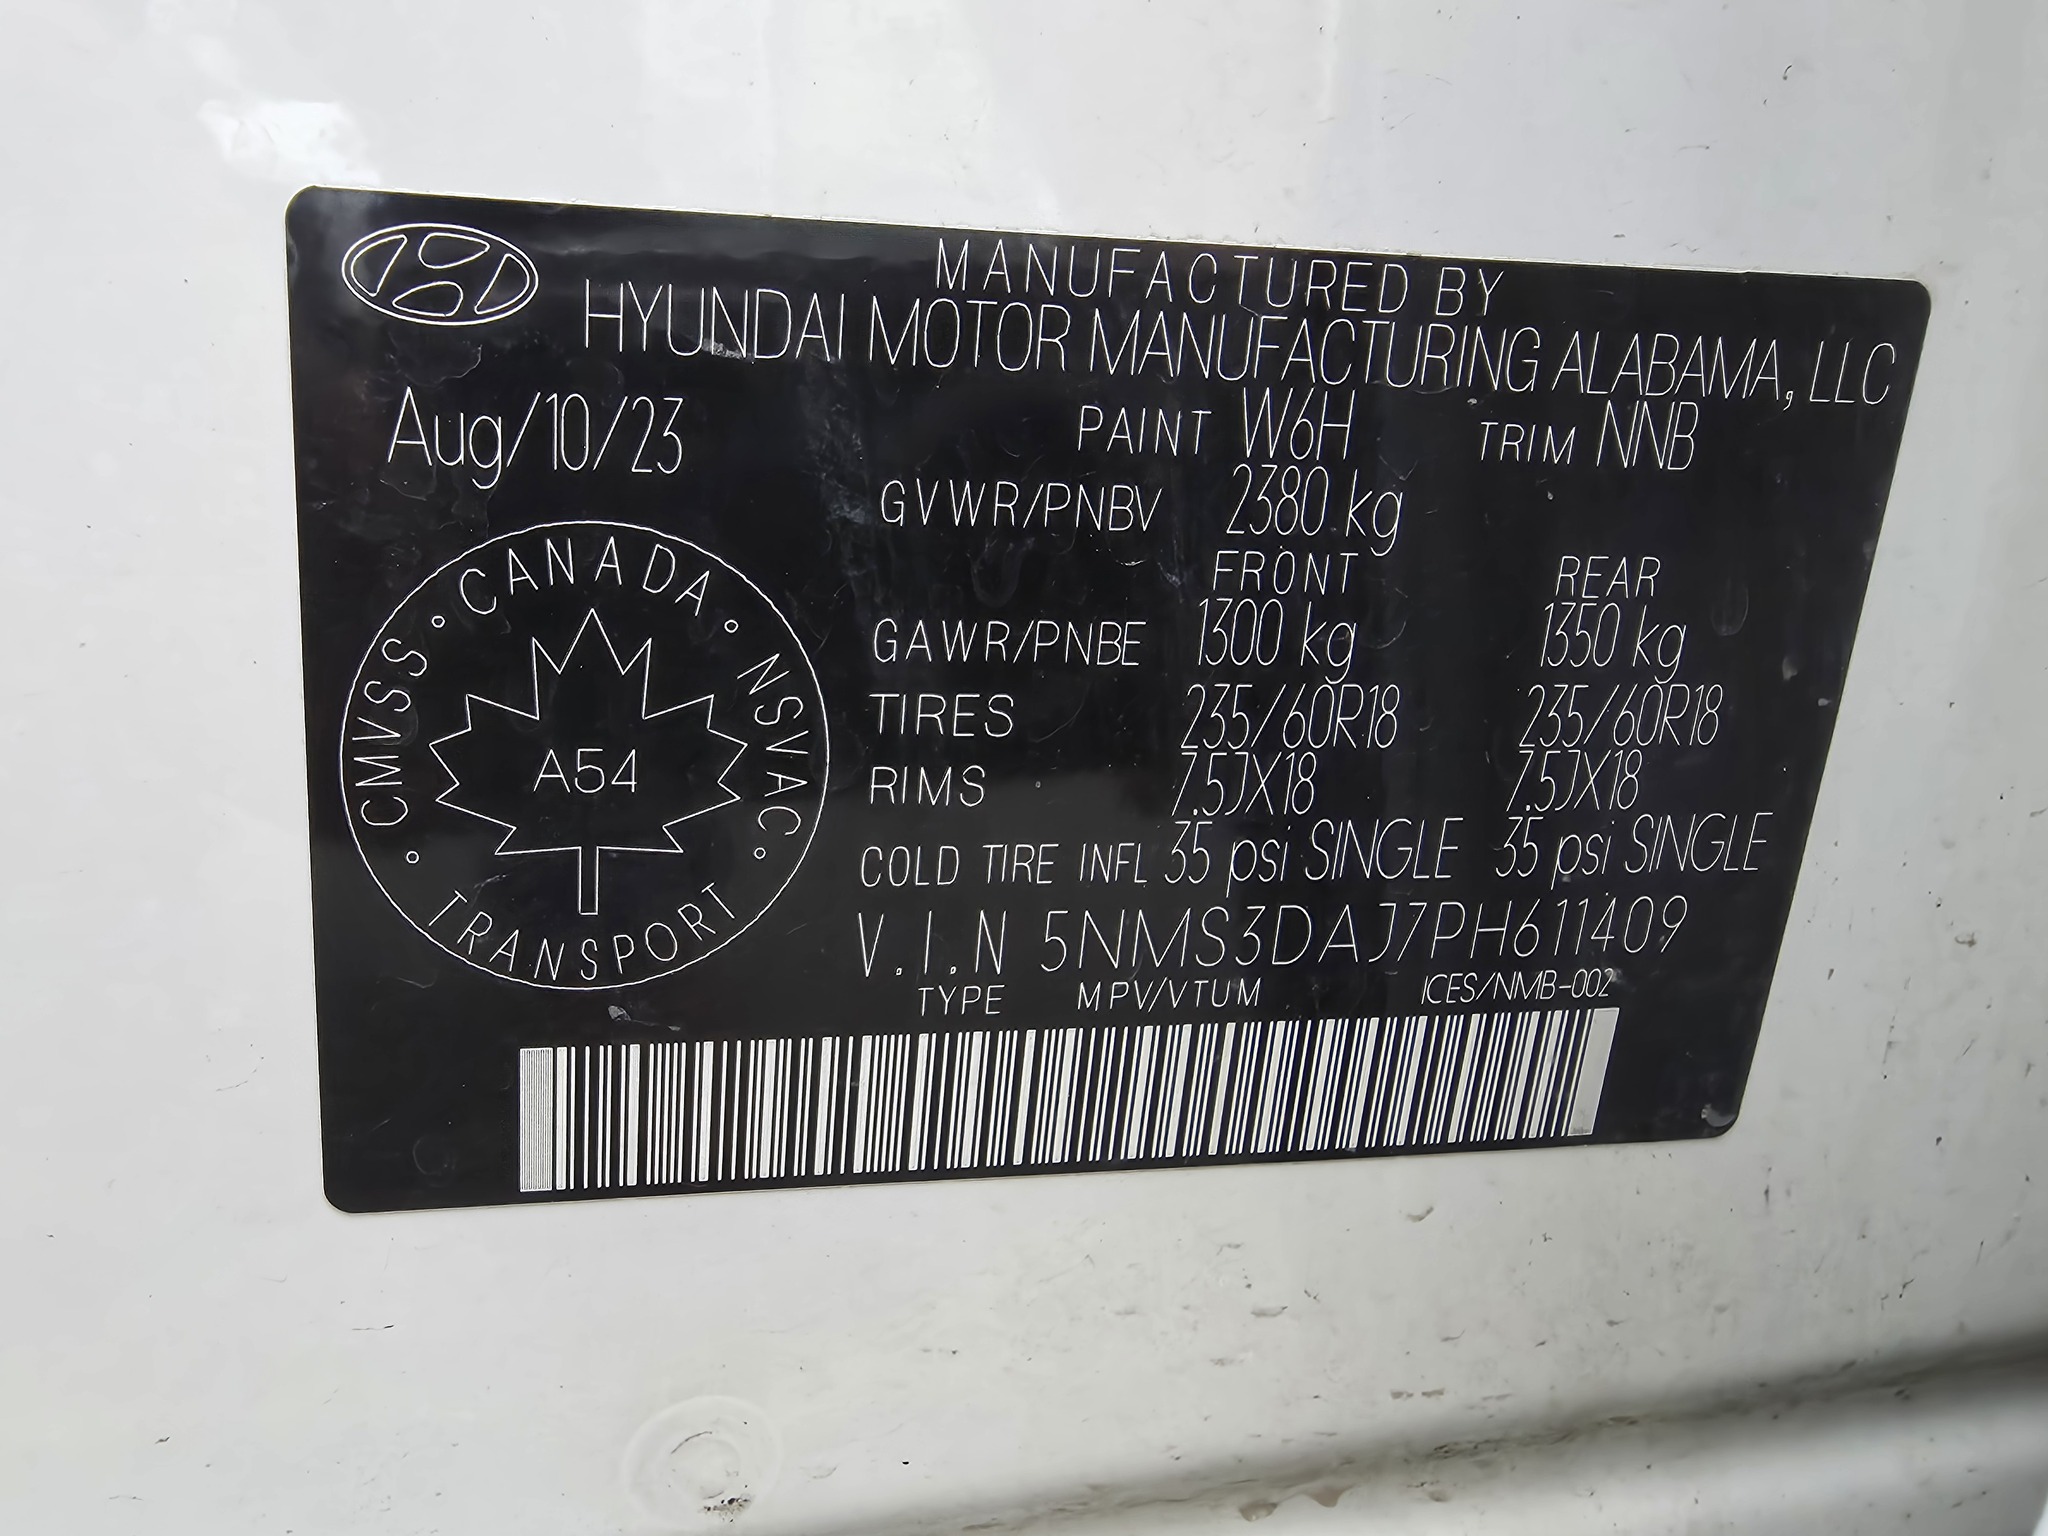 MANUFACTURED BY
HYUNDAI MOTOR MANUFACTURING ALABAMA, LLC
Aug/10/23 PAINT W6H TRIM NNB
GVWR/PNBV 2380 kg
FRONT REAR
GAWR/PNBE 1300 kg 1350 kg
TIRES 235/60R18 235/60R18
RIMS 7.5JX18 7.5JX18
COLD TIRE INFL 35 psi SINGLE 35 psi SINGLE
V.I.N 5NMS3DAJ7PH611409
TYPE MPV/VTUM ICES/NMB-002
CMVSS · CANADA · NSVAC ·
A54
· TRANSPORT